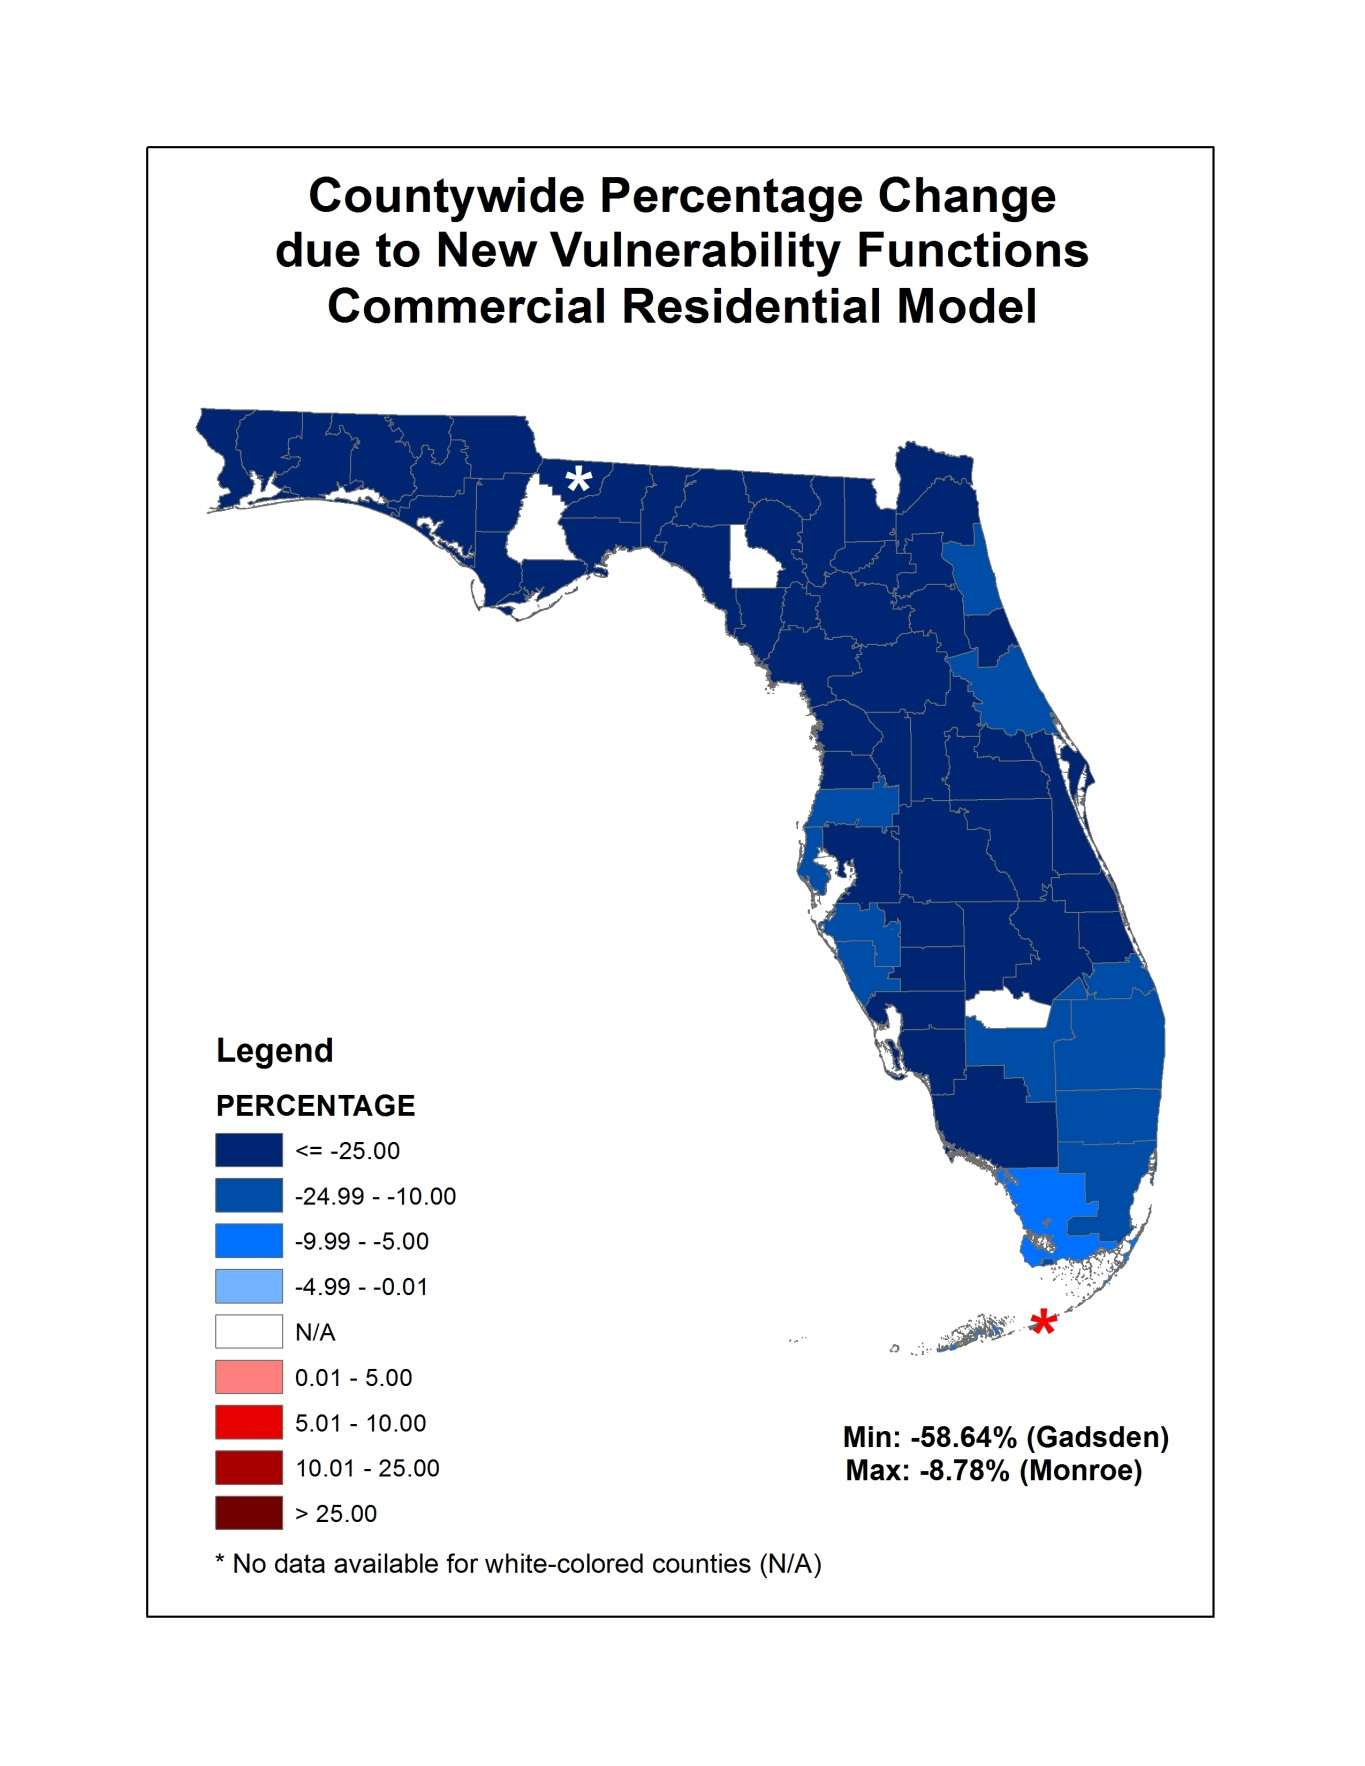 Countywide Percentage Change
due to New Vulnerability Functions
Commercial Residential Model
*
*
Legend
PERCENTAGE
<= -25.00
-24.99 - -10.00
-9.99 - -5.00
-4.99 - -0.01
N/A
0.01 - 5.00
5.01 - 10.00
10.01 - 25.00
> 25.00
Min: -58.64% (Gadsden)
Max: -8.78% (Monroe)
* No data available for white-colored counties (N/A)